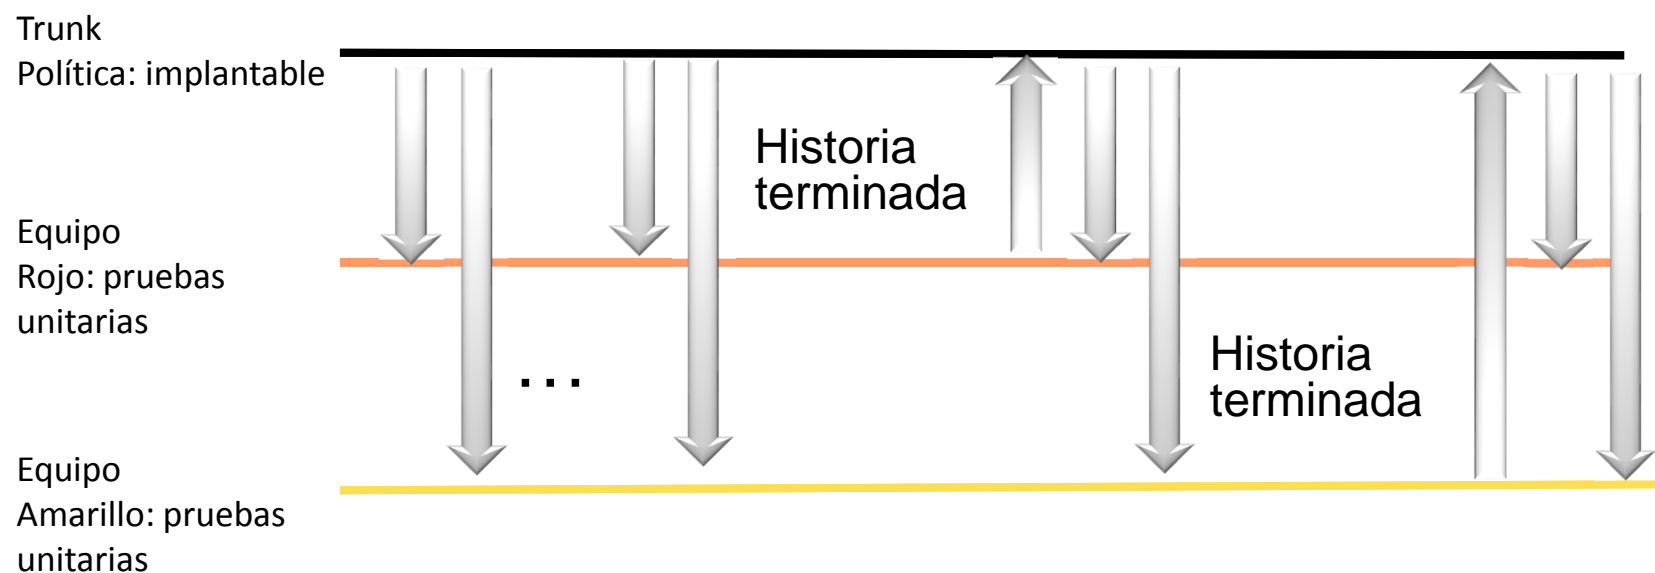 Trunk
Política: implantable
Historia
terminada
Equipo
Rojo: pruebas
unitarias
...
Historia
terminada
Equipo
Amarillo: pruebas
unitarias